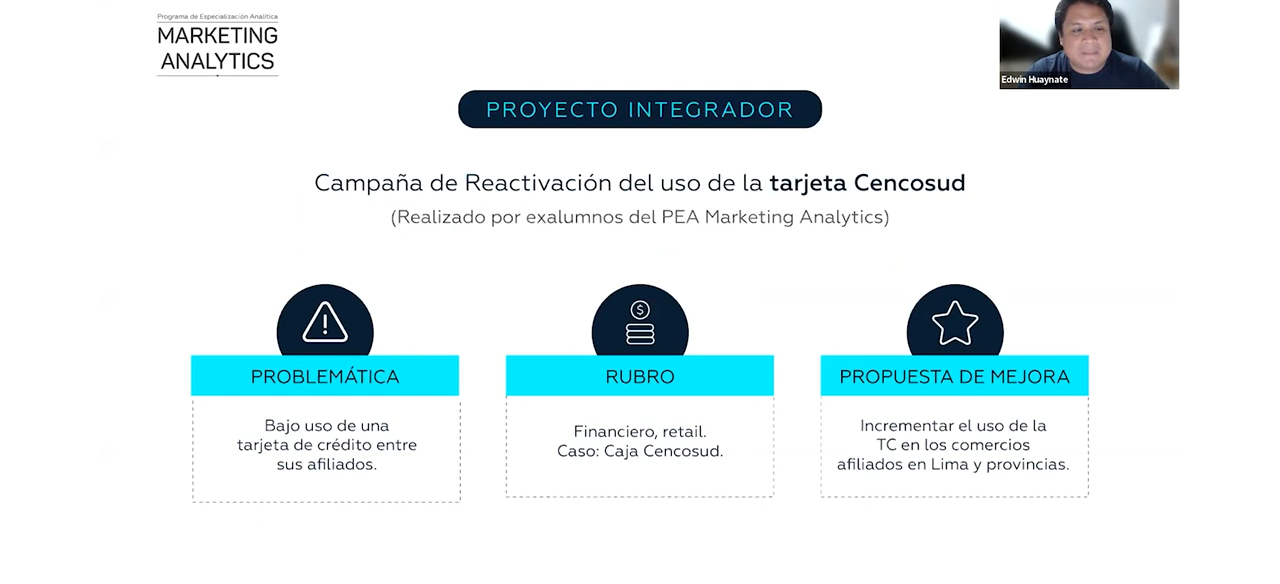 Programa de Especialización Analítica
MARKETING
ANALYTICS
Edwin Huaynate
PROYECTO INTEGRADOR
Campaña de Reactivación del uso de la tarjeta Cencosud
(Realizado por exalumnos del PEA Marketing Analytics)
$
PROBLEMÁTICA
Bajo uso de una
tarjeta de crédito entre
sus afiliados.
RUBRO
Financiero, retail.
Caso: Caja Cencosud.
PROPUESTA DE MEJORA
Incrementar el uso de la
TC en los comercios
afiliados en Lima y provincias.